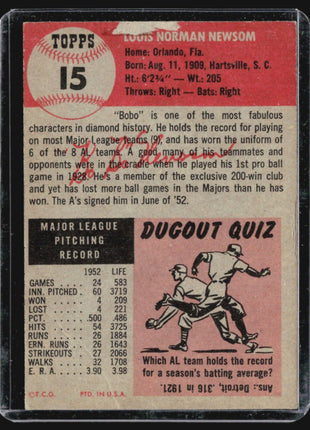 TOPPS
15
LOUIS NORMAN NEWSOM
Home: Orlando, Fla.
Born: Aug. 11, 1909, Hartsville, S. C.
Ht.: 6'2¾" — Wt.: 205
Throws: Right — Bats: Right
"Bobo" is one of the most fabulous
characters in diamond history. He holds the record for playing
on most Major League teams (9), and has worn the uniform of
6 of the 8 AL teams. A good many of his teammates and
opponents were in the cradle when he pitched his 1st pro ball
game in 1928. He's a member of the exclusive 200-win club
and yet has lost more ball games in the Majors than he has won.
The A's signed him in June of '52.
MAJOR LEAGUE
PITCHING
RECORD
1952 LIFE
GAMES 24 583
INN. PITCHED 60 3719
WON 4 209
LOST 4 221
PCT. .500 .486
HITS 54 3725
RUNS 26 1884
ERN. RUNS 26 1643
STRIKEOUTS 27 2066
WALKS 32 1708
E. R. A. 3.90 3.98
©T.C.G. PTD. IN U.S.A.
DUGOUT QUIZ
Which AL team holds the record
for a season's batting average?
Ans.: Detroit, .316 in 1921.